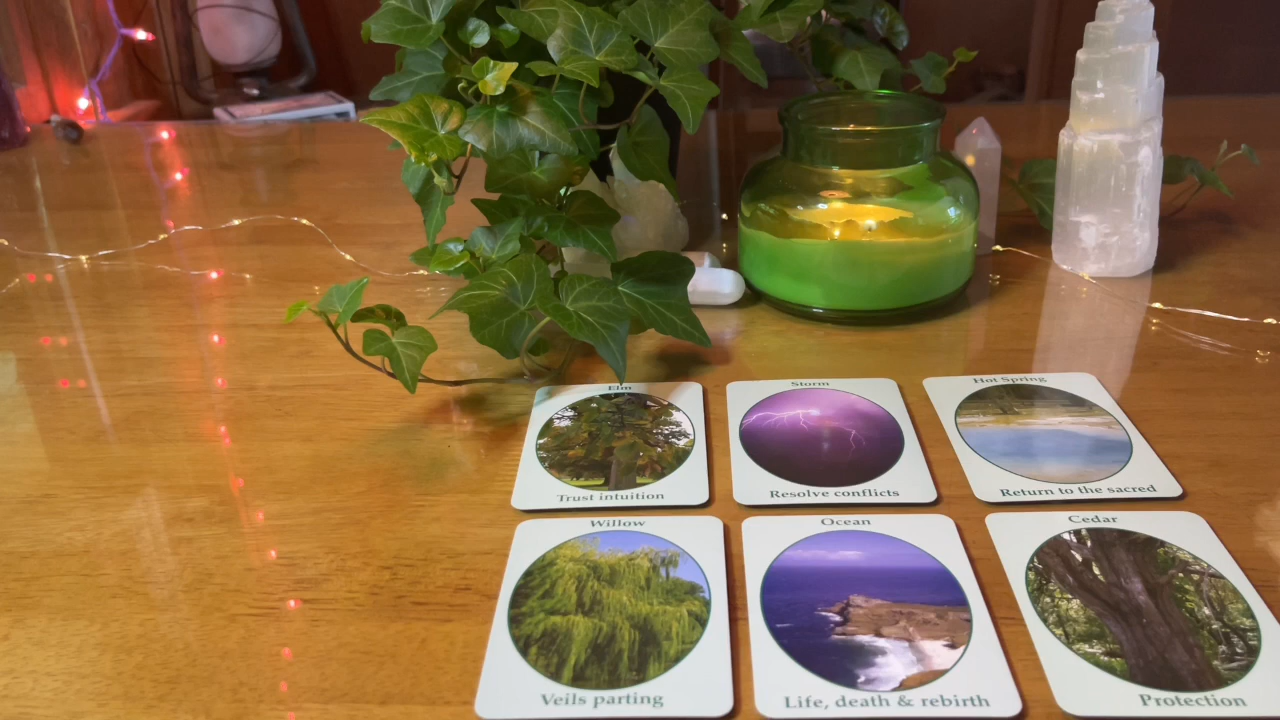 Elm
Trust intuition
Storm
Resolve conflicts
Hot Spring
Return to the sacred
Willow
Veils parting
Ocean
Life, death & rebirth
Cedar
Protection